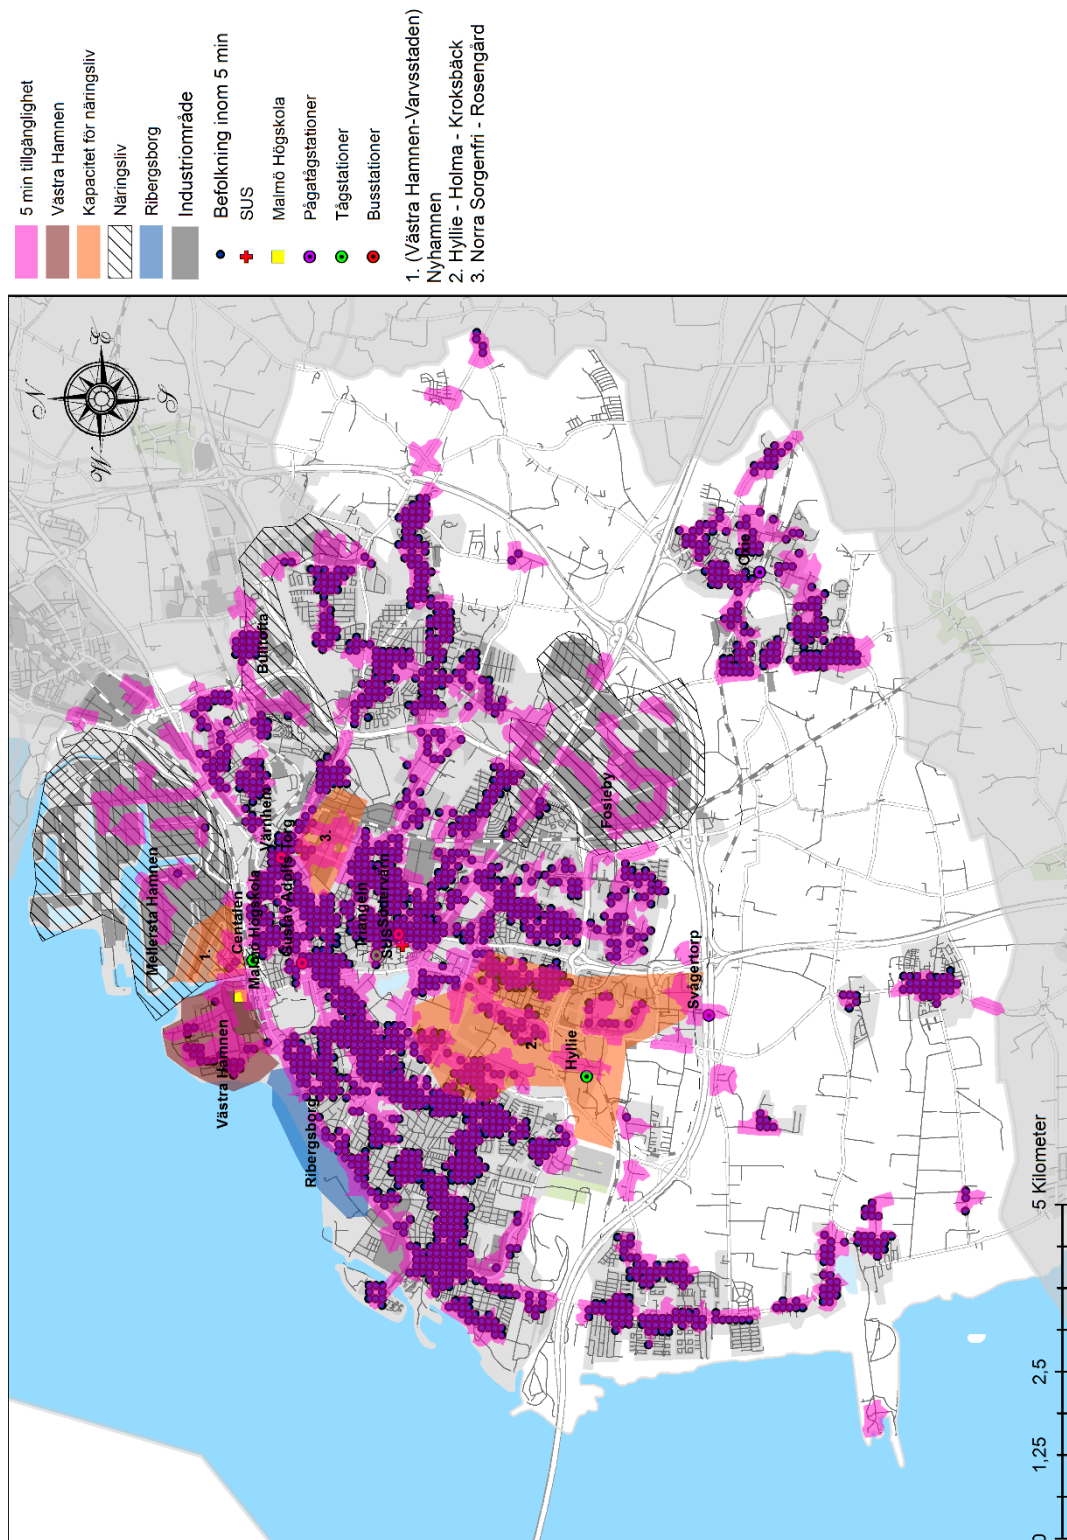 5 min tillgänglighet
Västra Hamnen
Kapacitet för näringsliv
Näringsliv
Ribergsborg
Industriområde
Befolkning inom 5 min
SUS
Malmö Högskola
Pågatågstationer
Tågstationer
Busstationer
1. (Västra Hamnen-Varvsstaden)
Nyhamnen
2. Hyllie - Holma - Kroksbäck
3. Norra Sorgenfri - Rosengård
N
S
Mellersta Hamnen
1.
Västra Hamnen
Centalen
Malmö Högskola
Värnhem
Gustav Adolfs Torg
Bulltofta
3.
Ribergsborg
Triangeln
SUS
Södervärn
2.
Hyllie
Fosieby
Svågertorp
Oxie
0
1,25
2,5
5 Kilometer